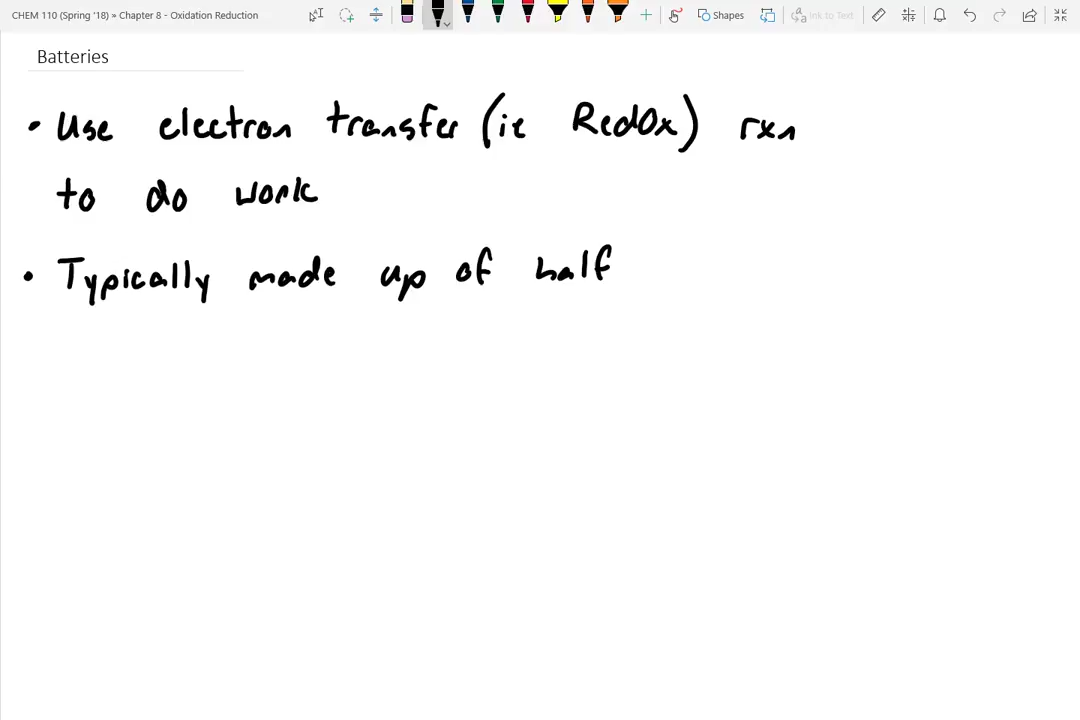 CHEM 110 (Spring '18) » Chapter 8 - Oxidation Reduction
Shapes
Ink to Text
Batteries
• Use electron transfer (ie RedOx) rxn
to do work
• Typically made up of half